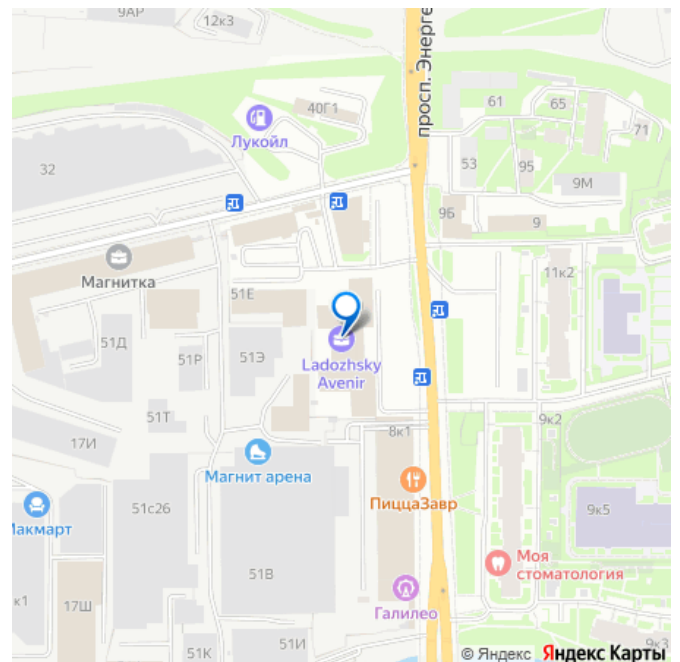 9АР
12к3
просп. Энерге
40Г1
Лукойл
61
65
71
32
53
95
9М
9Б
9
Магнитка
11к2
51Е
51Д
51Р
51Э
Ladozhsky
Avenir
51Т
9к2
8к1
17И
Магнит арена
ПиццаЗавр
51с26
9к5
Макмарт
Моя
стоматология
51В
17Ш
к1
Галилео
51К
51И
9к3
© Яндекс Яндекс Карты